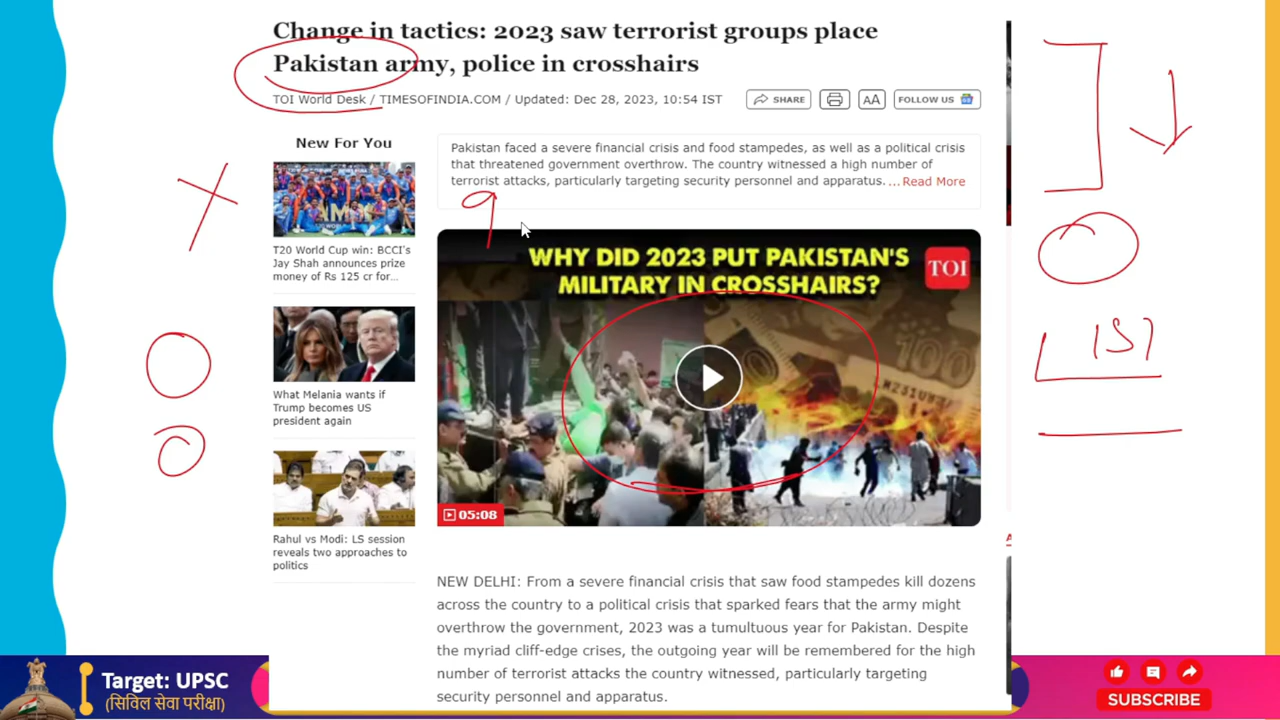 Change in tactics: 2023 saw terrorist groups place
Pakistan army, police in crosshairs
TOI World Desk / TIMESOFINDIA.COM / Updated: Dec 28, 2023, 10:54 IST
SHARE
AA
FOLLOW US
New For You
T20 World Cup win: BCCI's
Jay Shah announces prize
money of Rs 125 cr for...
What Melania wants if
Trump becomes US
president again
Rahul vs Modi: LS session
reveals two approaches to
politics
Pakistan faced a severe financial crisis and food stampedes, as well as a political crisis
that threatened government overthrow. The country witnessed a high number of
terrorist attacks, particularly targeting security personnel and apparatus. ... Read More
9
WHY DID 2023 PUT PAKISTAN'S
MILITARY IN CROSSHAIRS?
TOI
100
05:08
ISI
NEW DELHI: From a severe financial crisis that saw food stampedes kill dozens
across the country to a political crisis that sparked fears that the army might
overthrow the government, 2023 was a tumultuous year for Pakistan. Despite
the myriad cliff-edge crises, the outgoing year will be remembered for the high
number of terrorist attacks the country witnessed, particularly targeting
security personnel and apparatus.
Target: UPSC
(सिविल सेवा परीक्षा)
SUBSCRIBE